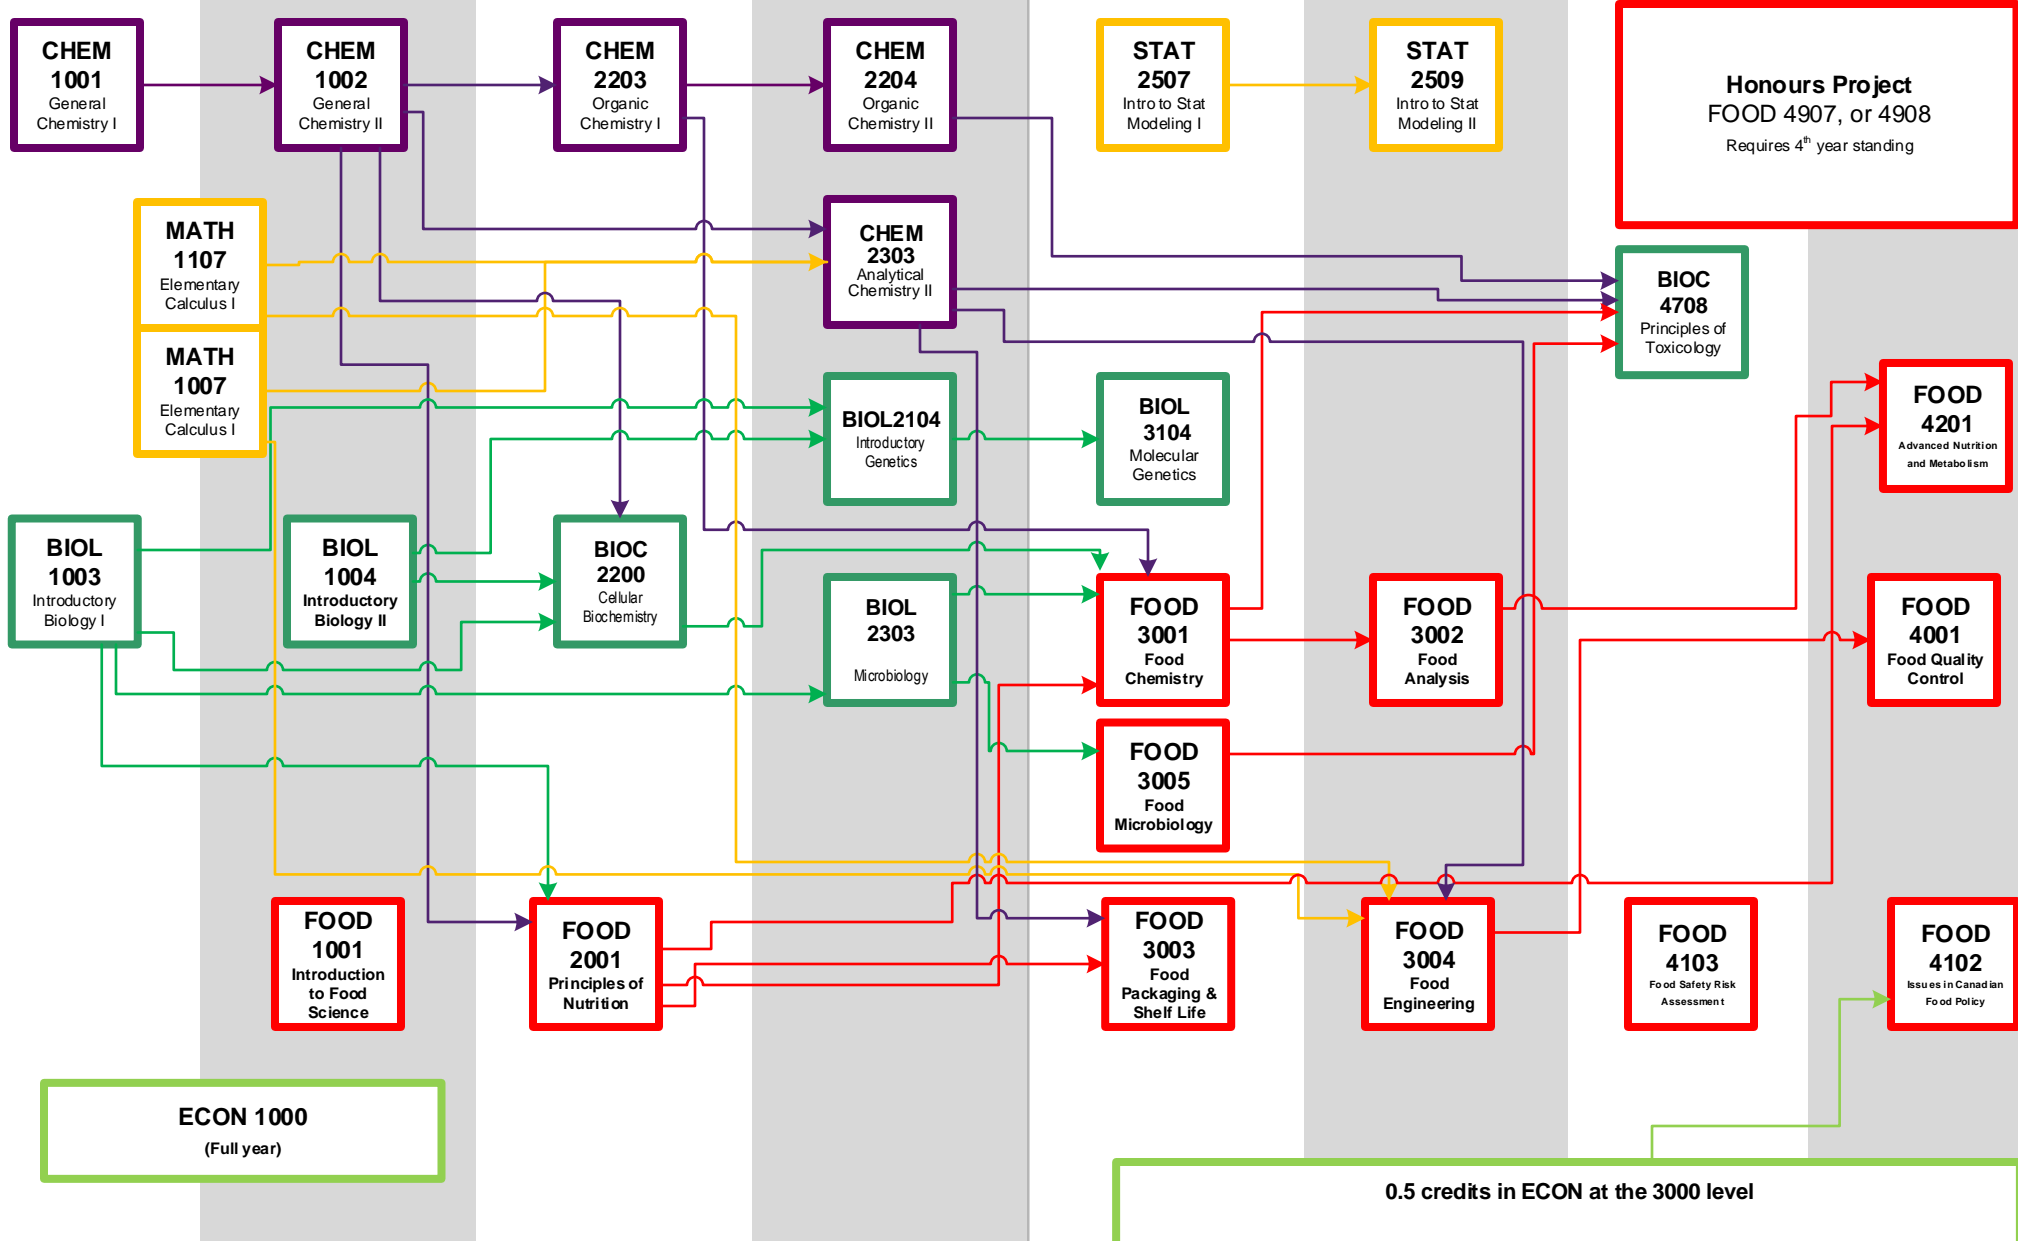 CHEM
1001
General
Chemistry I
CHEM
1002
General
Chemistry II
CHEM
2203
Organic
Chemistry I
CHEM
2204
Organic
Chemistry II
STAT
2507
Intro to Stat
Modeling I
STAT
2509
Intro to Stat
Modeling II
Honours Project
FOOD 4907, or 4908
Requires 4th year standing
MATH
1107
Elementary
Calculus I
CHEM
2303
Analytical
Chemistry II
BIOC
4708
Principles of
Toxicology
MATH
1007
Elementary
Calculus I
BIOL2104
Introductory
Genetics
BIOL
3104
Molecular
Genetics
FOOD
4201
Advanced Nutrition
and Metabolism
BIOL
1003
Introductory
Biology I
BIOL
1004
Introductory
Biology II
BIOC
2200
Cellular
Biochemistry
BIOL
2303
Microbiology
FOOD
3001
Food
Chemistry
FOOD
3002
Food
Analysis
FOOD
4001
Food Quality
Control
FOOD
3005
Food
Microbiology
FOOD
1001
Introduction
to Food
Science
FOOD
2001
Principles of
Nutrition
FOOD
3003
Food
Packaging &
Shelf Life
FOOD
3004
Food
Engineering
FOOD
4103
Food Safety Risk
Assessment
FOOD
4102
Issues in Canadian
Food Policy
ECON 1000
(Full year)
0.5 credits in ECON at the 3000 level